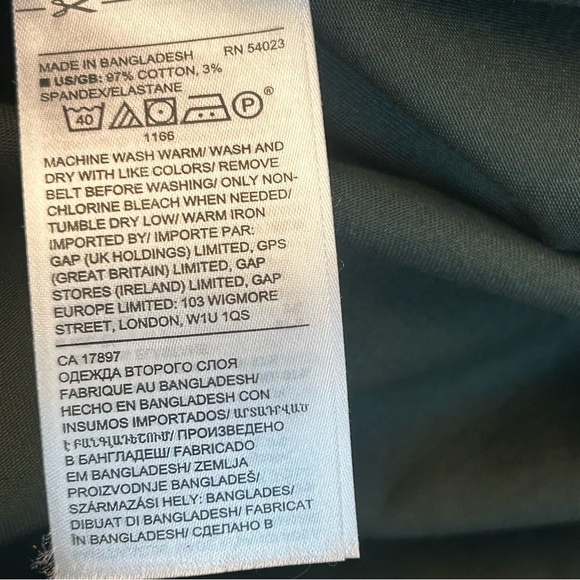 MADE IN BANGLADESH RN 54023
■ US/GB: 97% COTTON, 3%
SPANDEX/ELASTANE
40 P ®
1166
MACHINE WASH WARM/ WASH AND
DRY WITH LIKE COLORS/ REMOVE
BELT BEFORE WASHING/ ONLY NON-
CHLORINE BLEACH WHEN NEEDED/
TUMBLE DRY LOW/ WARM IRON
IMPORTED BY/ IMPORTE PAR:
GAP (UK HOLDINGS) LIMITED, GPS
(GREAT BRITAIN) LIMITED, GAP
STORES (IRELAND) LIMITED, GAP
EUROPE LIMITED: 103 WIGMORE
STREET, LONDON, W1U 1QS
CA 17897
ОДЕЖДА ВТОРОГО СЛОЯ
FABRIQUE AU BANGLADESH/
HECHO EN BANGLADESH CON
INSUMOS IMPORTADOS/ ԱՐՏԱԴՐՎԱԾ
Է ԲԱՆԳԼԱԴԵՇՈՒՄ/ ПРОИЗВЕДЕНО
В БАНГЛАДЕШ/ FABRICADO
EM BANGLADESH/ ZEMLJA
PROIZVODNJE BANGLADEŠ/
SZÁRMAZÁSI HELY: BANGLADES/
DIBUAT DI BANGLADESH/ FABRICAT
ÎN BANGLADESH/ СДЕЛАНО В